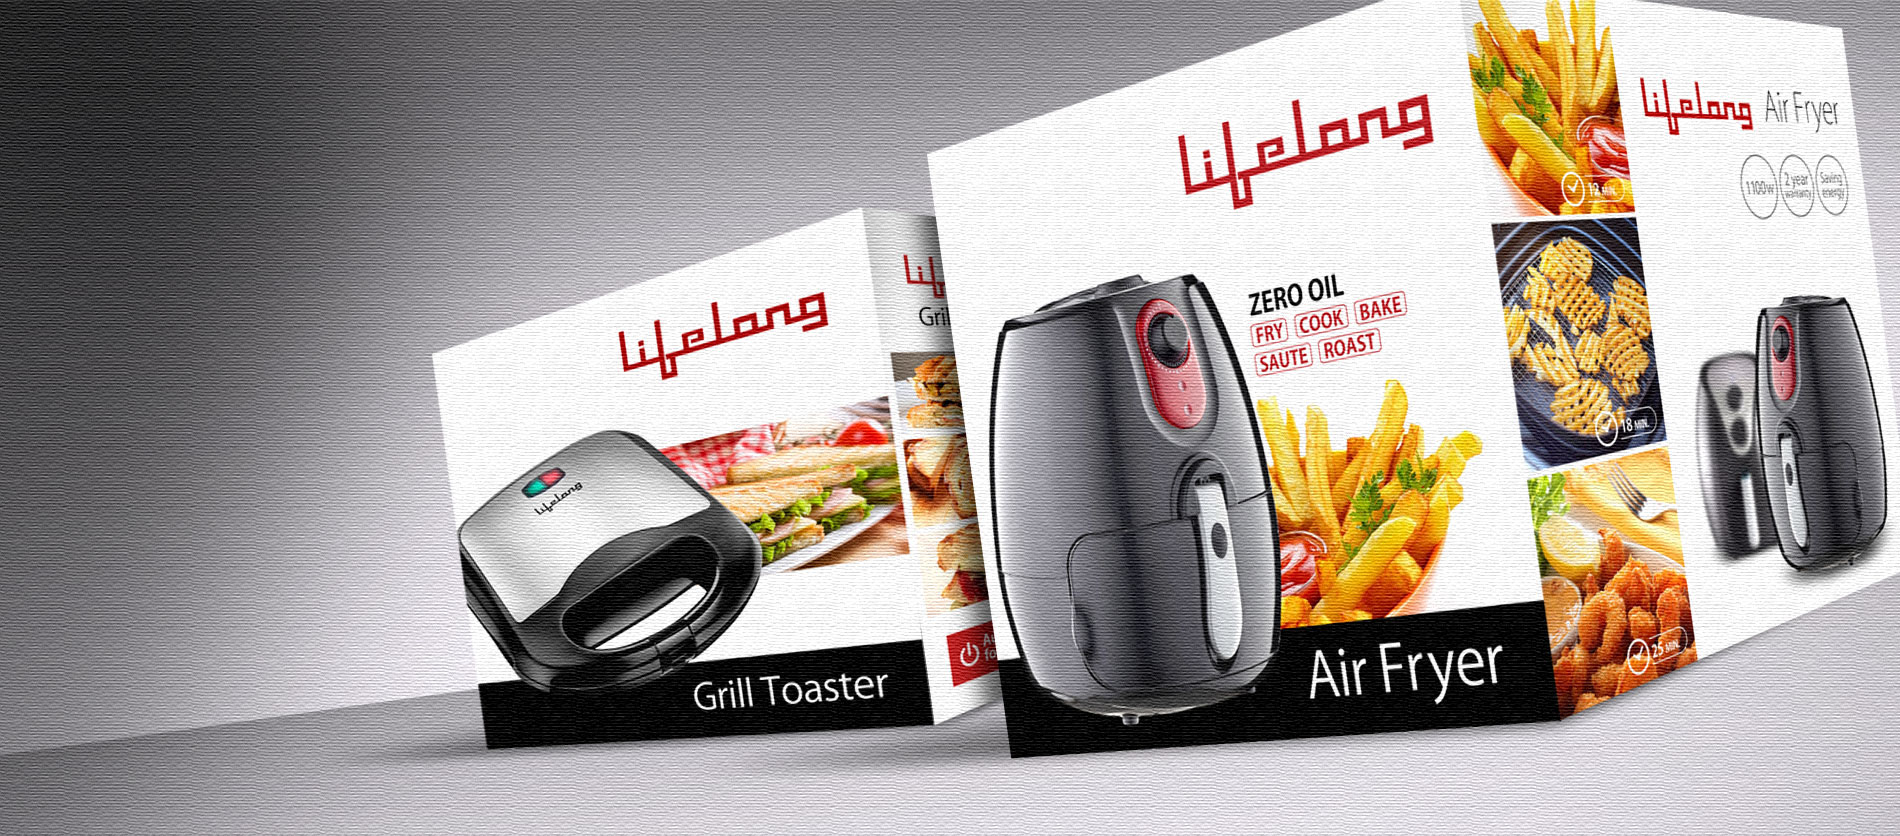 Lifelong
Lifelong
Grill Toaster
Lifelong
ZERO OIL
FRY COOK BAKE
SAUTE ROAST
Air Fryer
MIN.
18 MIN.
25 MIN.
Lifelong Air Fryer
1100w 2 year warranty Saving energy